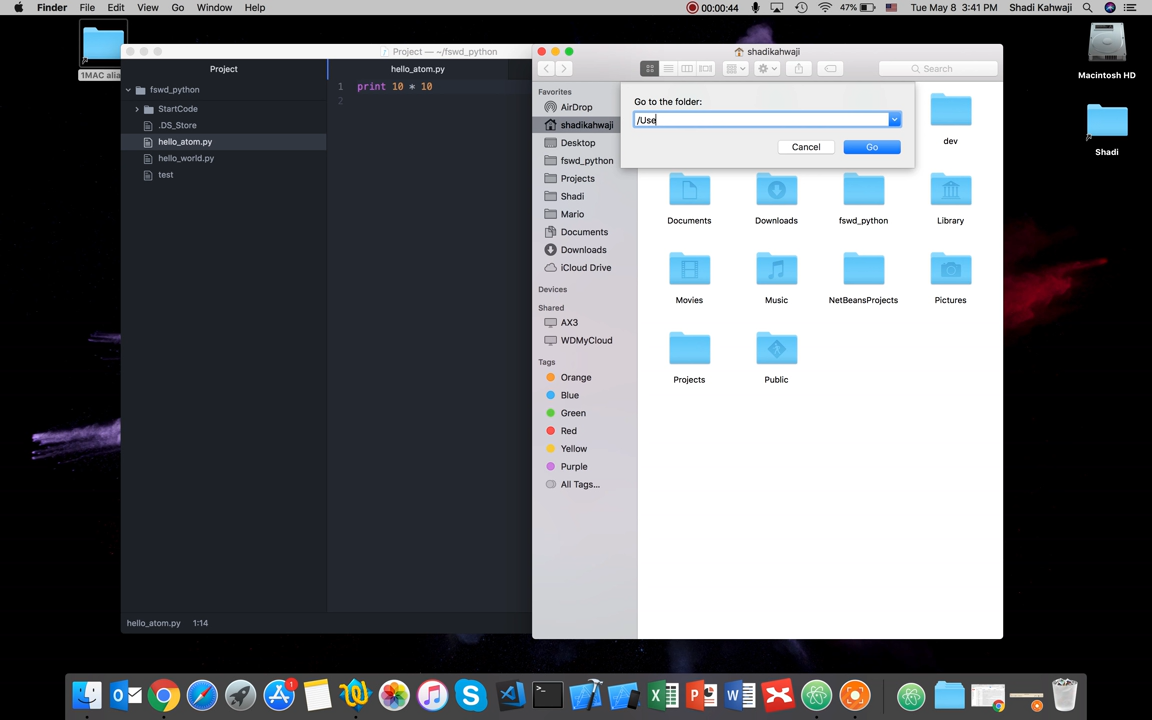 Finder File Edit View Go Window Help
00:00:44 47% Tue May 8 3:41 PM Shadi Kahwaji
1MAC alia
Project — ~/fswd_python
Project
hello_atom.py
fswd_python
StartCode
.DS_Store
hello_atom.py
hello_world.py
test
1 print 10 * 10
2
hello_atom.py 1:14
shadikahwaji
Search
Favorites
AirDrop
shadikahwaji
Desktop
fswd_python
Projects
Shadi
Mario
Documents
Downloads
iCloud Drive
Devices
Shared
AX3
WDMyCloud
Tags
Orange
Blue
Green
Red
Yellow
Purple
All Tags...
Go to the folder:
/Use
Cancel Go
dev
Documents Downloads fswd_python Library
Movies Music NetBeansProjects Pictures
Projects Public
Macintosh HD
Shadi
1